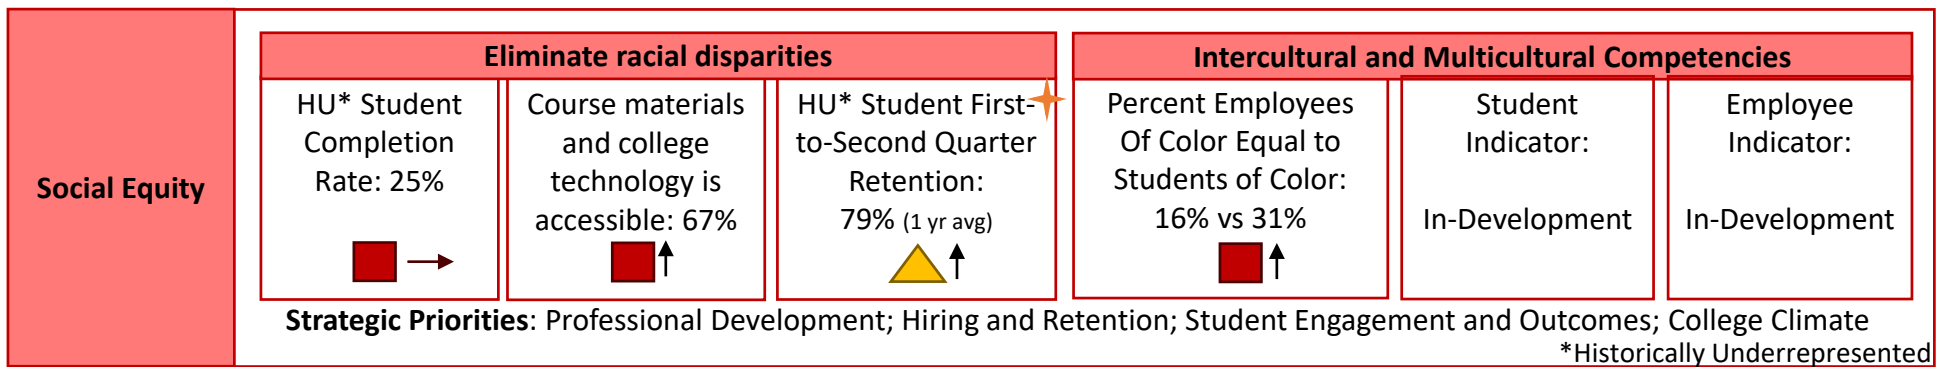 Social Equity
Eliminate racial disparities
HU* Student
Completion
Rate: 25%
Course materials
and college
technology is
accessible: 67%
HU* Student First-
to-Second Quarter
Retention:
79% (1 yr avg)
Intercultural and Multicultural Competencies
Percent Employees
Of Color Equal to
Students of Color:
16% vs 31%
Student
Indicator:
In-Development
Employee
Indicator:
In-Development
Strategic Priorities: Professional Development; Hiring and Retention; Student Engagement and Outcomes; College Climate
*Historically Underrepresented